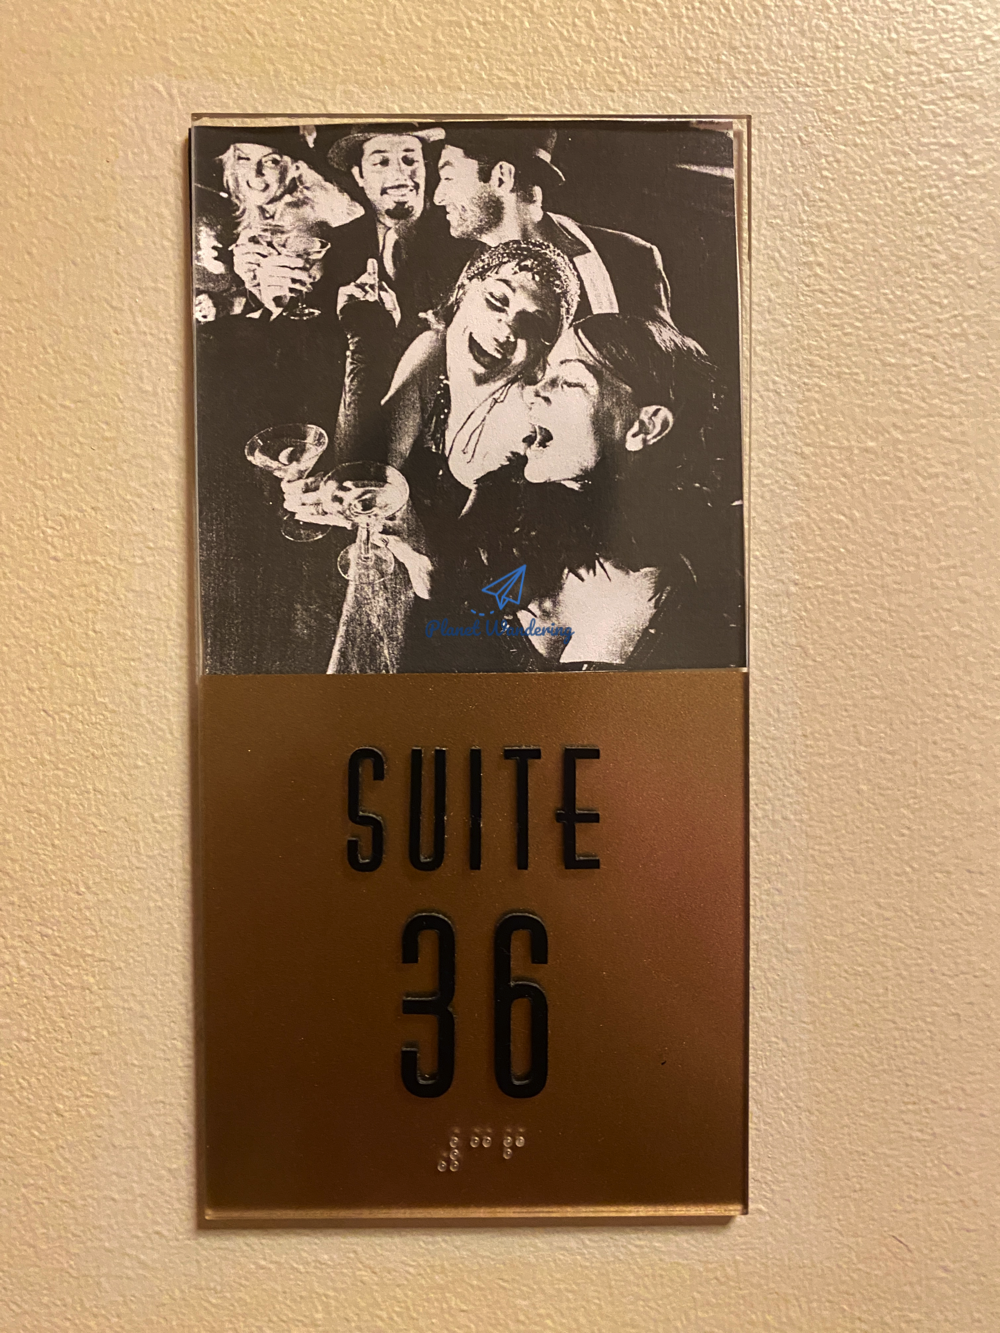 Planet Wandering
SUITE
36
⠼⠉⠋